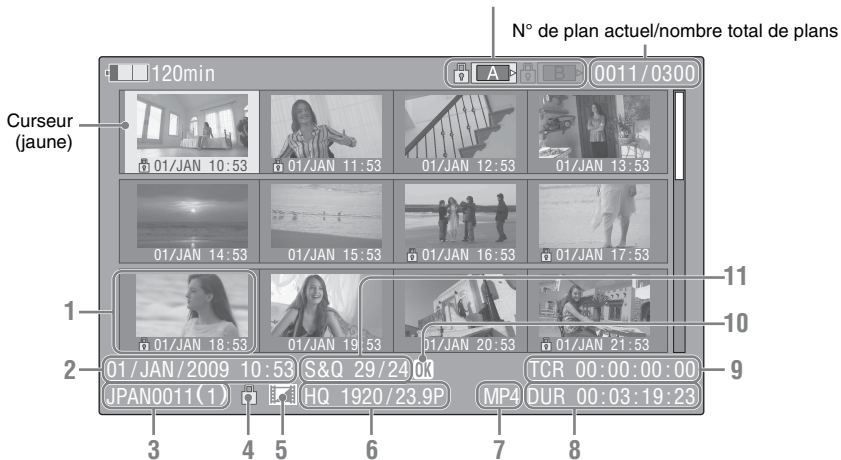 N° de plan actuel/nombre total de plans
120min
A
B
0011/0300
Curseur
(jaune)
01/JAN 10:53
01/JAN 11:53
01/JAN 12:53
01/JAN 13:53
01/JAN 14:53
01/JAN 15:53
01/JAN 16:53
01/JAN 17:53
11
10
1
01/JAN 18:53
01/JAN 19:53
01/JAN 20:53
01/JAN 21:53
2
01/JAN/2009 10:53
S&Q 29/24
OK
TCR 00:00:00:00
9
JPAN0011(1)
HQ 1920/23.9P
MP4
DUR 00:03:19:23
3
4
5
6
7
8